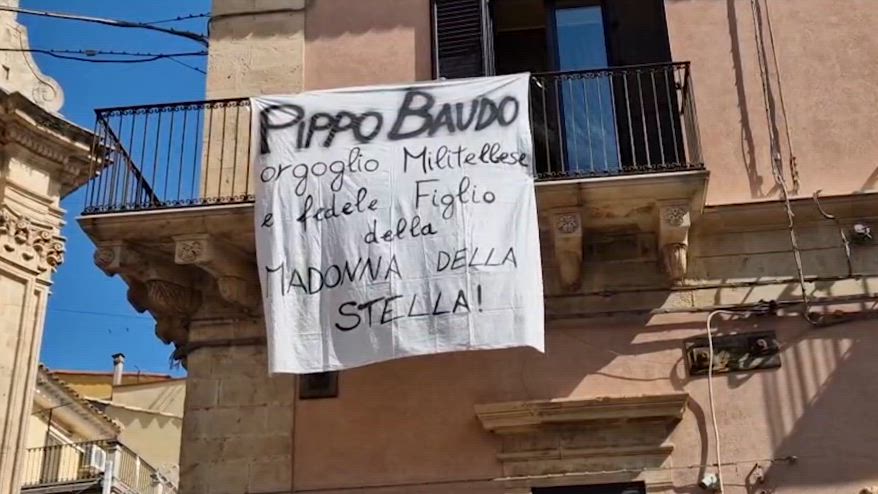 PIPPO BAUDO
orgoglio Militellese
e fedele Figlio
della
MADONNA DELLA
STELLA!